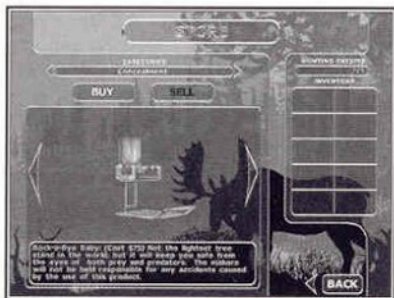 STORE
CATEGORIES
Concealment
HUNTING CREDITS
BUY
SELL
INVENTORY
Rock-a-Bye Baby: (Cost $75) Not the lightest tree
stand in the world, but it will keep you safe from
the eyes of both prey and predators. The makers
will not be held responsible for any accidents caused
by the use of this product.
BACK